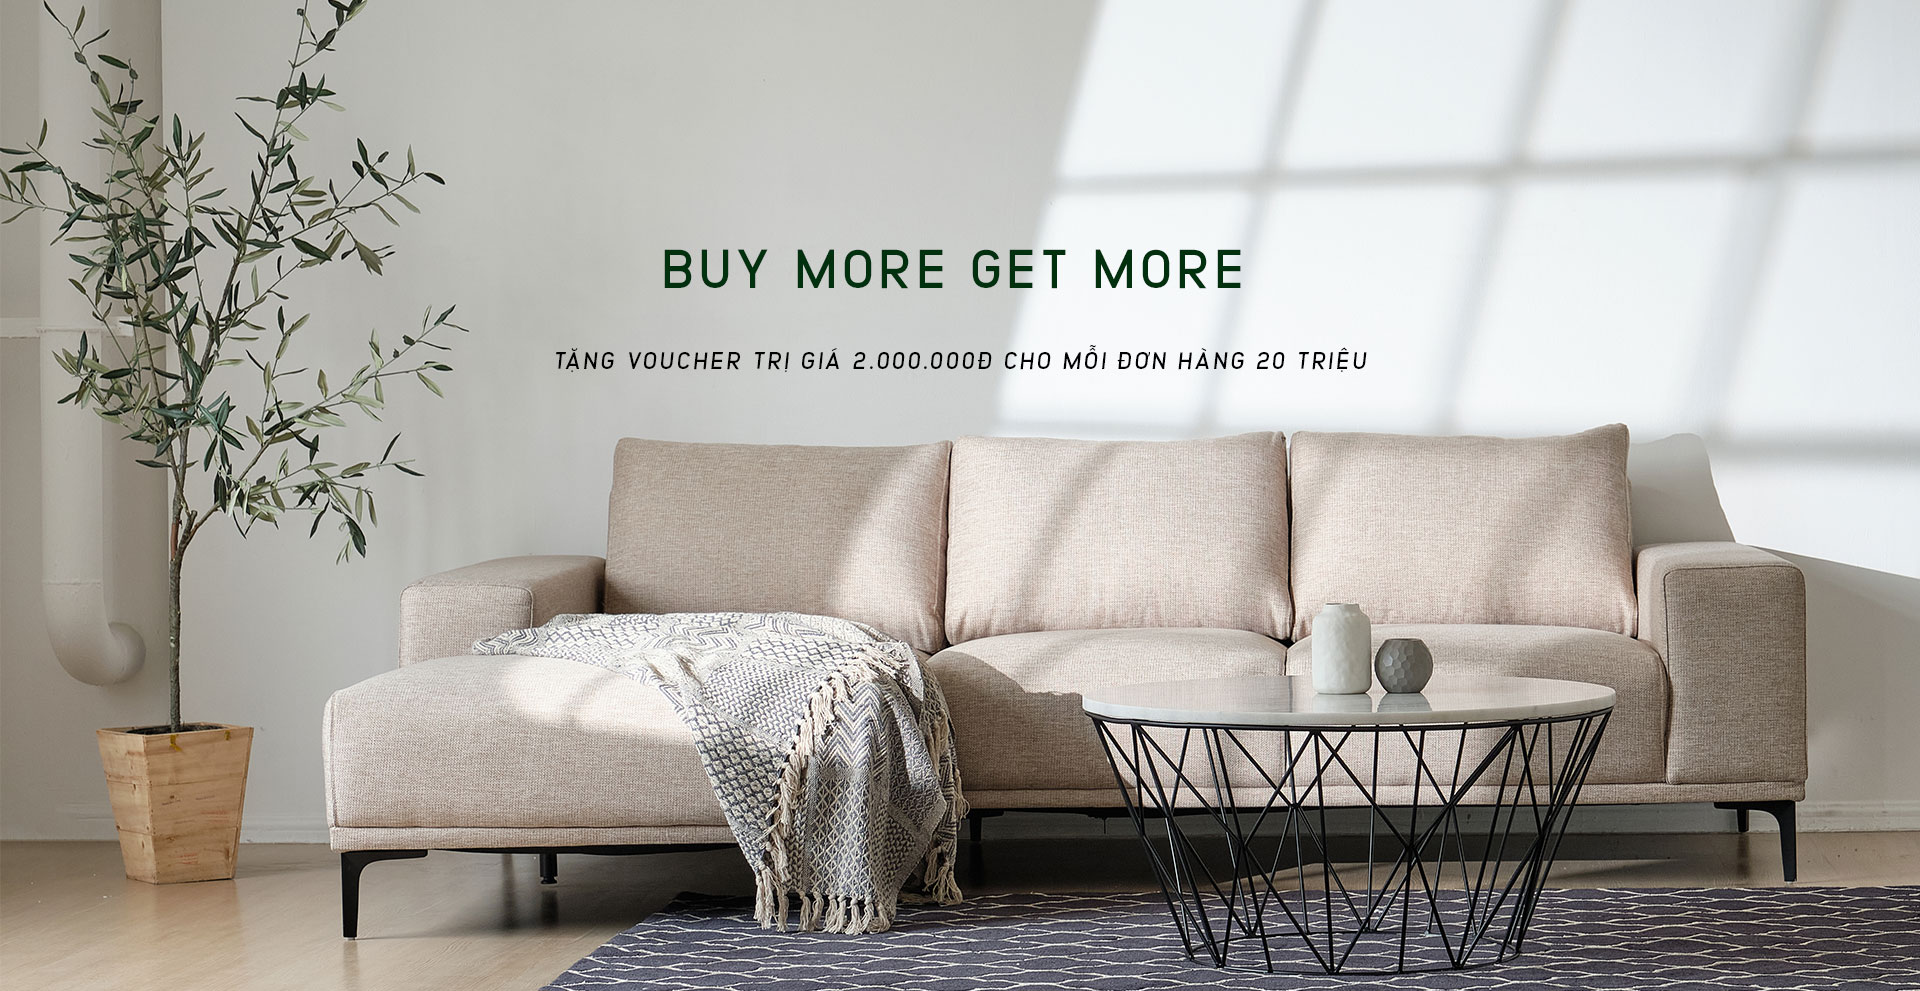 BUY MORE GET MORE
TẶNG VOUCHER TRỊ GIÁ 2.000.000Đ CHO MỖI ĐƠN HÀNG 20 TRIỆU